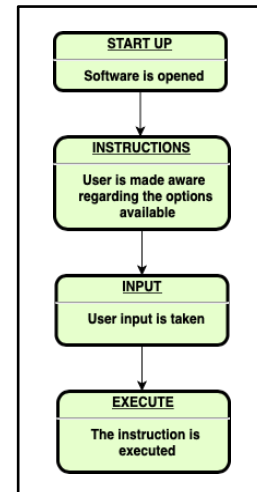 START UP
Software is opened
INSTRUCTIONS
User is made aware
regarding the options
available
INPUT
User input is taken
EXECUTE
The instruction is
executed